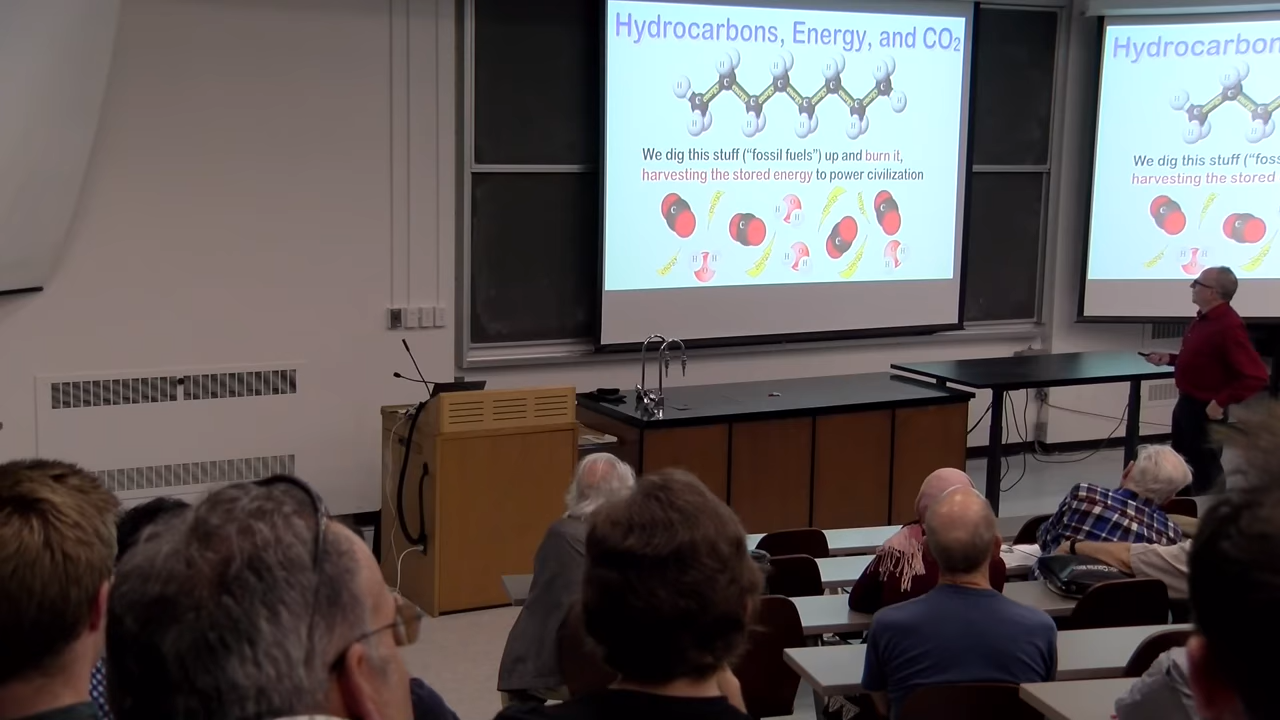 Hydrocarbons, Energy, and CO₂
We dig this stuff (“fossil fuels”) up and burn it,
harvesting the stored energy to power civilization
Hydrocarbon
We dig this stuff (“foss
harvesting the stored